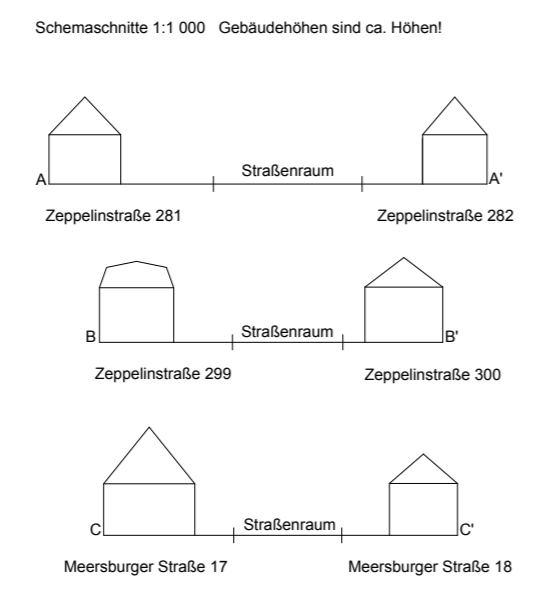 Schemaschnitte 1:1 000 Gebäudehöhen sind ca. Höhen!
A Straßenraum A'
Zeppelinstraße 281 Zeppelinstraße 282
B Straßenraum B'
Zeppelinstraße 299 Zeppelinstraße 300
C Straßenraum C'
Meersburger Straße 17 Meersburger Straße 18